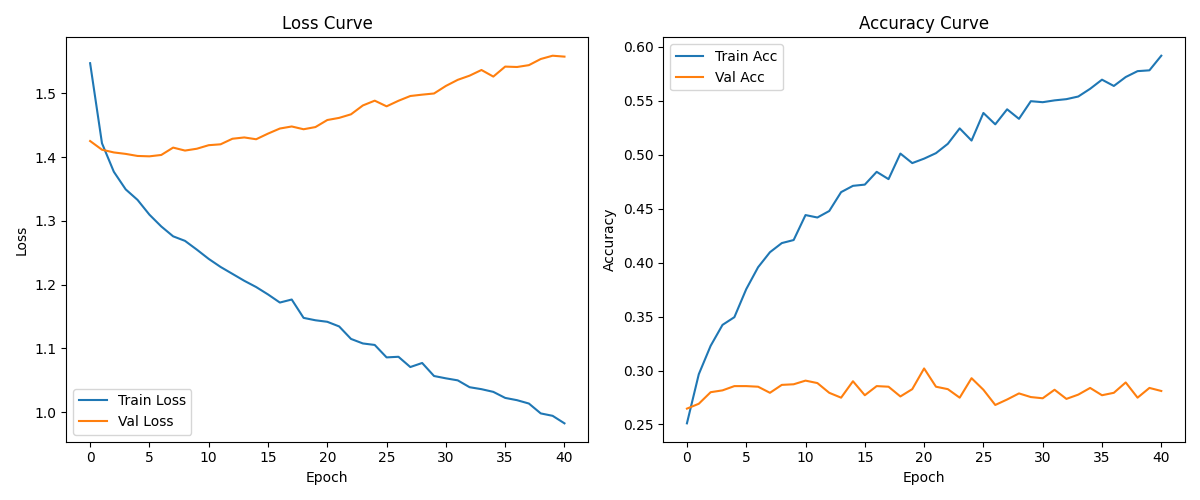 Loss Curve
Loss
1.5
1.4
1.3
1.2
1.1
1.0
Train Loss
Val Loss
0 5 10 15 20 25 30 35 40
Epoch
Accuracy Curve
Accuracy
Train Acc
Val Acc
0.60
0.55
0.50
0.45
0.40
0.35
0.30
0.25
0 5 10 15 20 25 30 35 40
Epoch